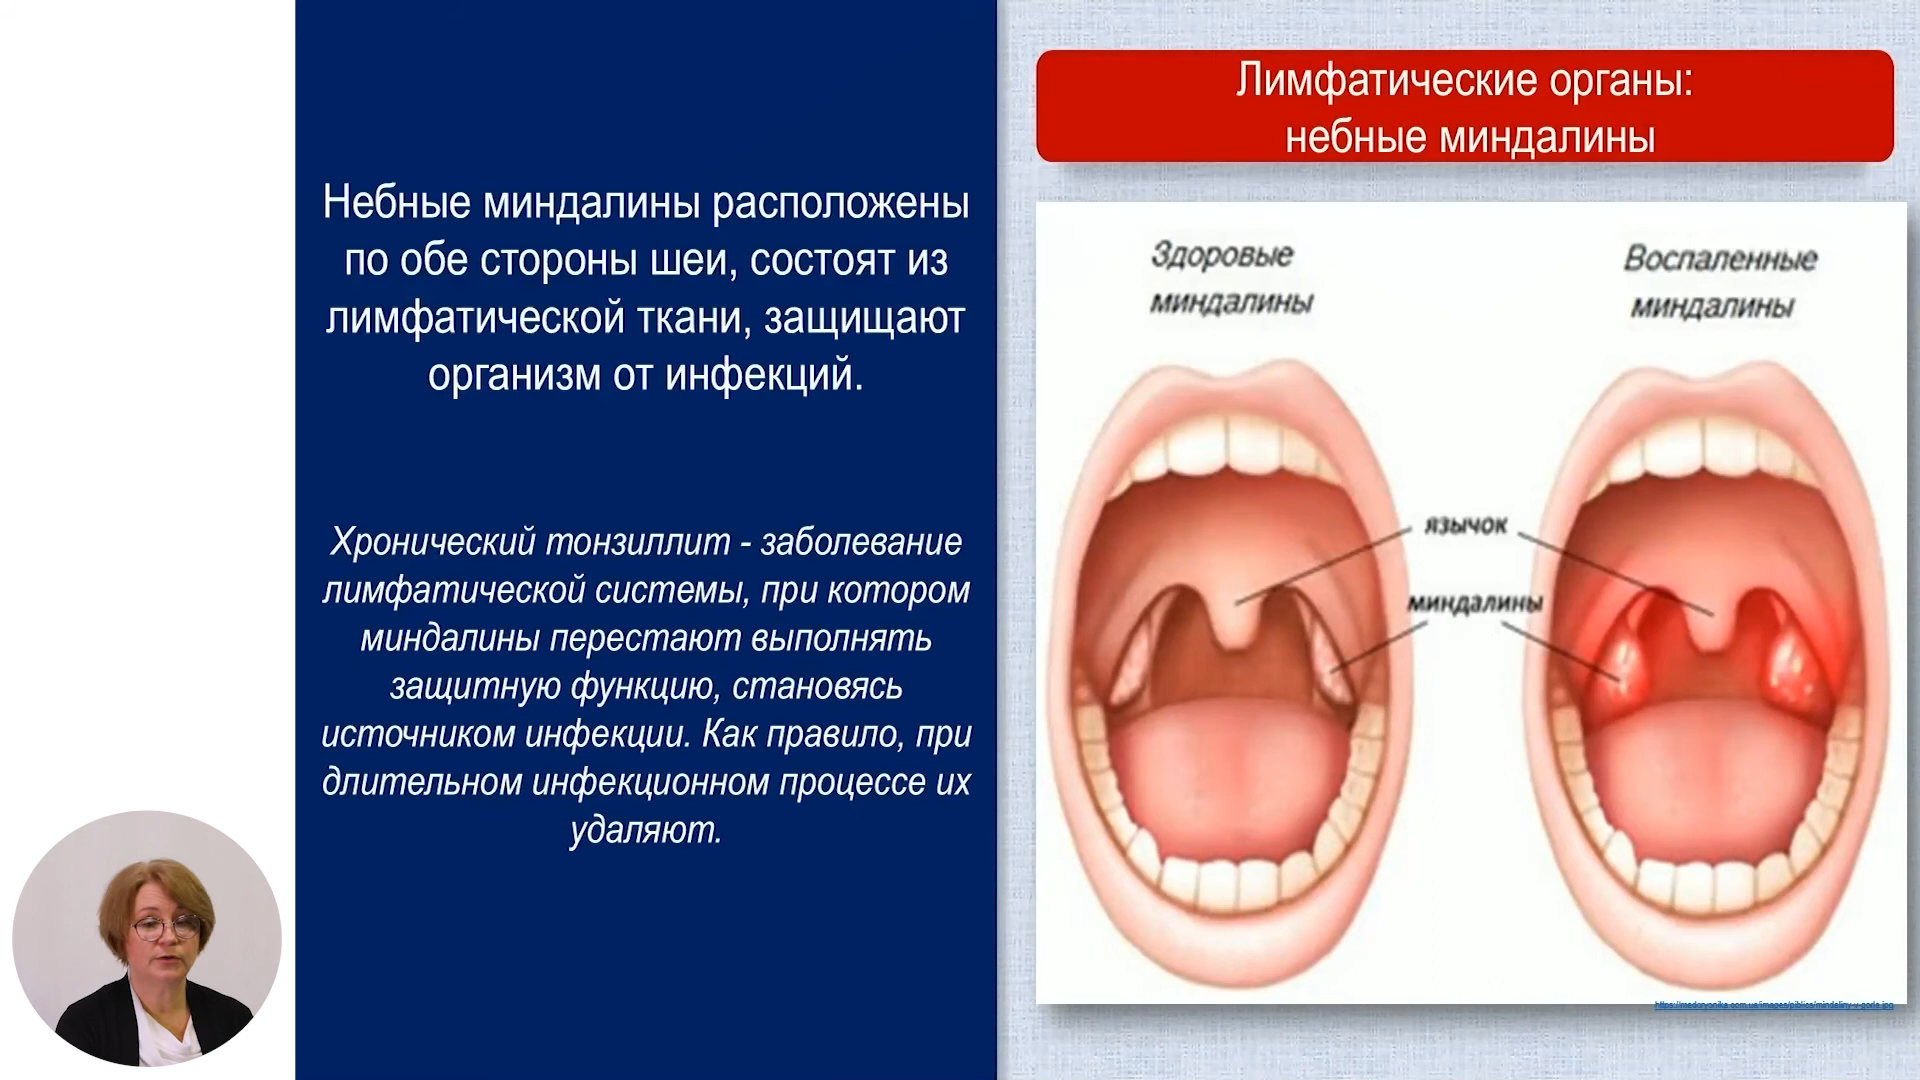 Небные миндалины расположены
по обе стороны шеи, состоят из
лимфатической ткани, защищают
организм от инфекций.
Хронический тонзиллит - заболевание
лимфатической системы, при котором
миндалины перестают выполнять
защитную функцию, становясь
источником инфекции. Как правило, при
длительном инфекционном процессе их
удаляют.
Лимфатические органы:
небные миндалины
Здоровые
миндалины
Воспаленные
миндалины
язычок
миндалины